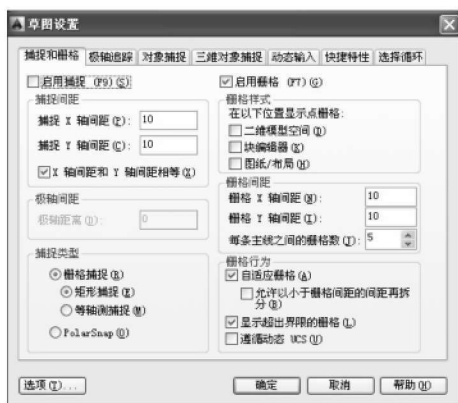 草图设置
捕捉和栅格 极轴追踪 对象捕捉 三维对象捕捉 动态输入 快捷特性 选择循环
启用捕捉 (F9)(S)
捕捉间距
捕捉 X 轴间距(P): 10
捕捉 Y 轴间距(C): 10
X 轴间距和 Y 轴间距相等(X)
极轴间距
极轴距离(D): 0
捕捉类型
栅格捕捉(R)
矩形捕捉(E)
等轴测捕捉(M)
PolarSnap(O)
启用栅格 (F7)(G)
栅格样式
在以下位置显示点栅格:
二维模型空间(D)
块编辑器(K)
图纸/布局(H)
栅格间距
栅格 X 轴间距(N): 10
栅格 Y 轴间距(I): 10
每条主线之间的栅格数(J): 5
栅格行为
自适应栅格(A)
允许以小于栅格间距的间距再拆
分(B)
显示超出界限的栅格(L)
遵循动态 UCS(U)
选项(T)... 确定 取消 帮助(H)